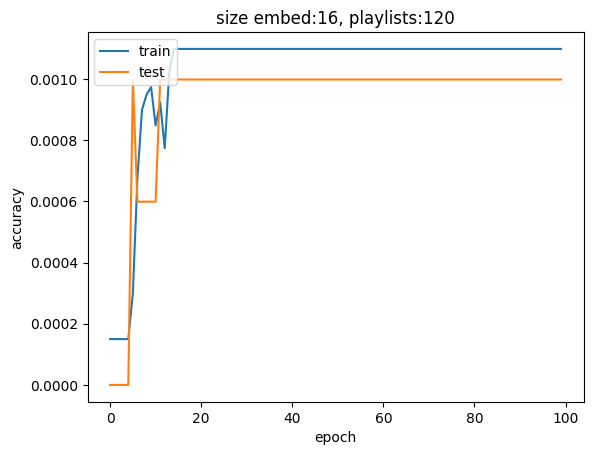 size embed:16, playlists:120
train
test
0.0010
0.0008
0.0006
0.0004
0.0002
0.0000
accuracy
0 20 40 60 80 100
epoch